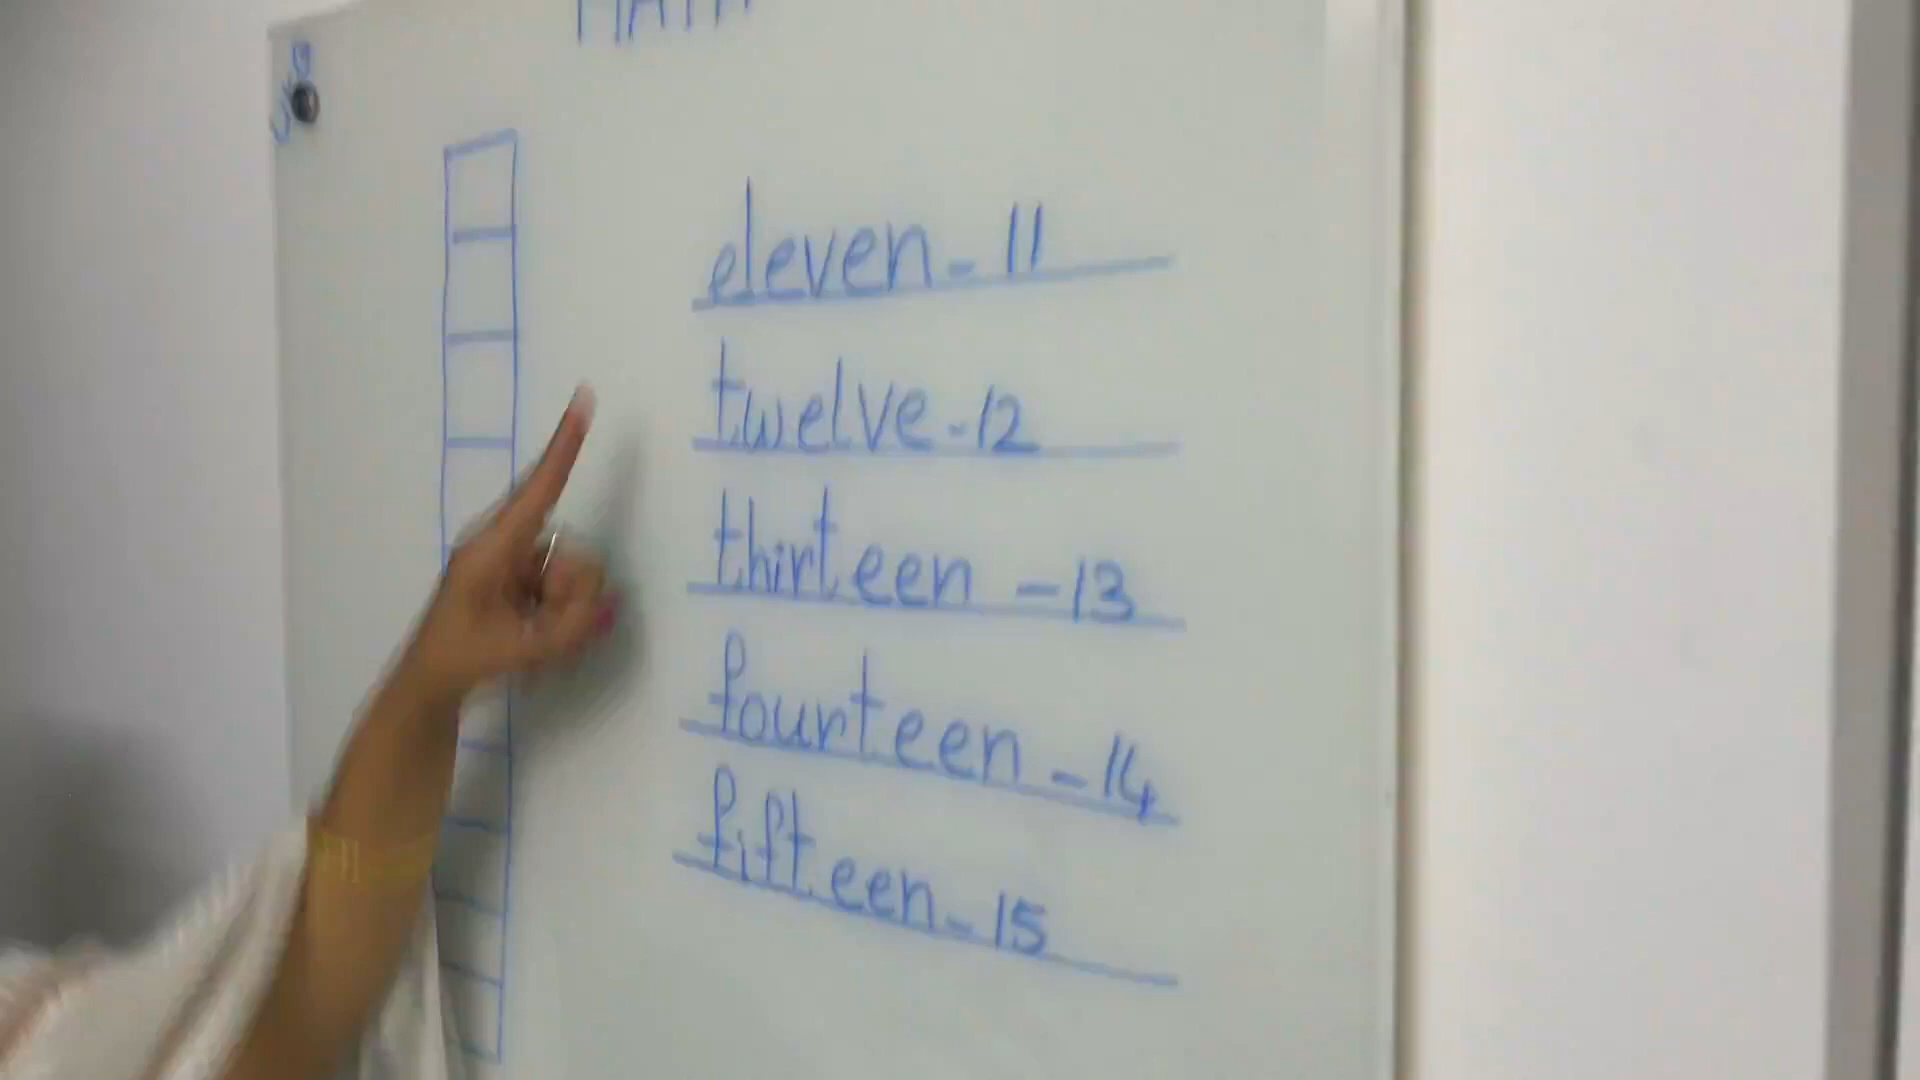 MATH
eleven - 11
twelve - 12
thirteen - 13
fourteen - 14
fifteen - 15